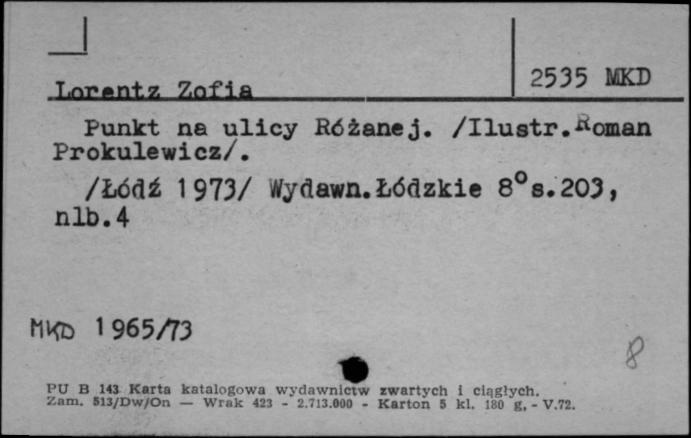 2535 MKD
Lorentz Zofia
Punkt na ulicy Różanej. /Ilustr.Roman
Prokulewicz/.
/Łódź 1973/ Wydawn.Łódzkie 8°s.203,
nlb.4
MKD 1965/73
8
PU B 143 Karta katalogowa wydawnictw zwartych i ciągłych.
Zam. 513/Dw/On — Wrak 423 - 2.713.000 - Karton 5 kl. 180 g, - V.72.